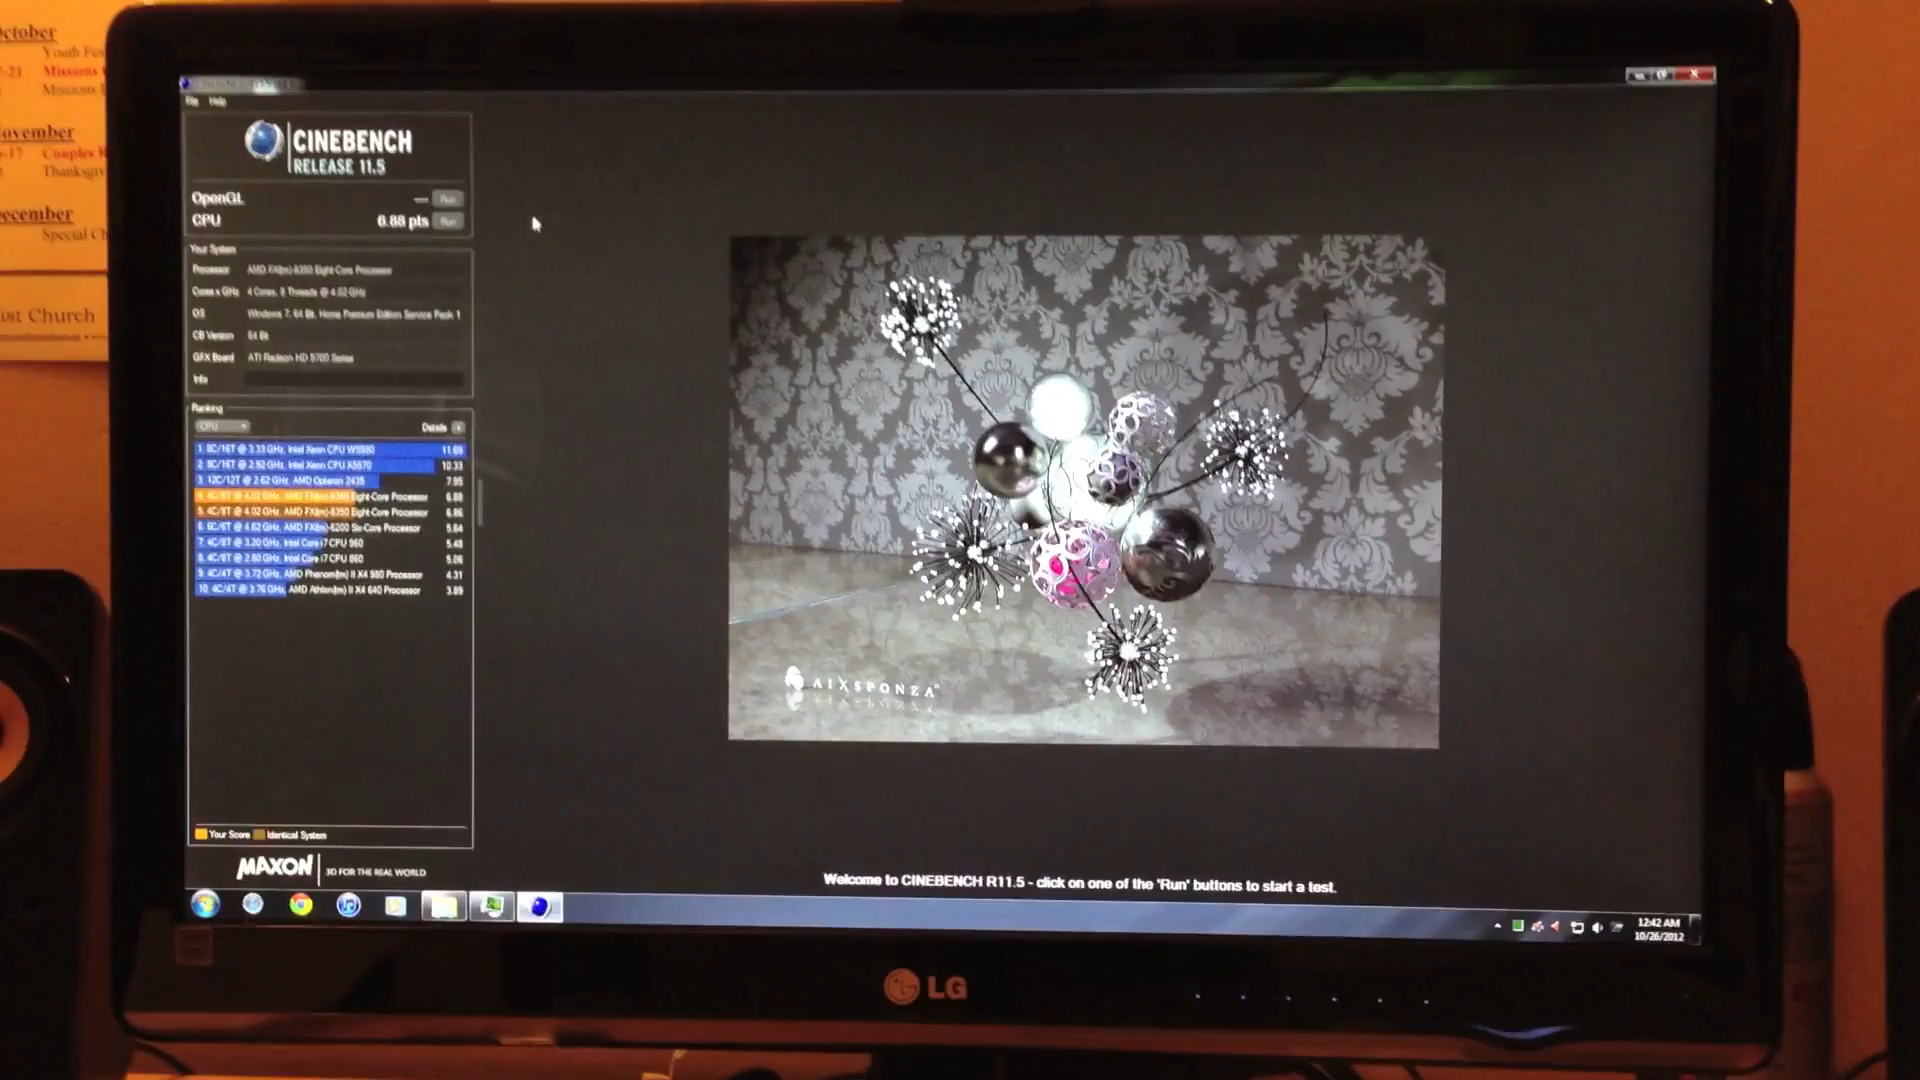 October
Youth Fes
-21 Missions
Missions
November
-17 Couples R
Thanksgiv
December
Special Ch
ist Church
File Help
CINEBENCH
RELEASE 11.5
OpenGL — Run
CPU 6.88 pts Run
Your System
Processor AMD FX(tm)-8350 Eight-Core Processor
Cores x GHz 4 Cores, 8 Threads @ 4.02 GHz
OS Windows 7, 64 Bit, Home Premium Edition Service Pack 1
CB Version 64 Bit
GFX Board ATI Radeon HD 5700 Series
Info
Ranking
CPU Details
1. 8C/16T @ 3.33 GHz, Intel Xeon CPU W5590 11.69
2. 8C/16T @ 2.92 GHz, Intel Xeon CPU X5570 10.33
3. 12C/12T @ 2.62 GHz, AMD Opteron 2435 7.95
4. 4C/8T @ 4.02 GHz, AMD FX(tm)-8350 Eight-Core Processor 6.88
5. 4C/8T @ 4.02 GHz, AMD FX(tm)-8350 Eight-Core Processor 6.86
6. 6C/6T @ 4.62 GHz, AMD FX(tm)-6200 Six-Core Processor 5.64
7. 4C/8T @ 3.20 GHz, Intel Core i7 CPU 960 5.48
8. 4C/8T @ 2.80 GHz, Intel Core i7 CPU 860 5.06
9. 4C/4T @ 3.72 GHz, AMD Phenom(tm) II X4 980 Processor 4.31
10. 4C/4T @ 3.76 GHz, AMD Athlon(tm) II X4 640 Processor 3.89
AIXSPONZA
Your Score Identical System
MAXON 3D FOR THE REAL WORLD
Welcome to CINEBENCH R11.5 - click on one of the 'Run' buttons to start a test.
12:42 AM
10/26/2012
LG